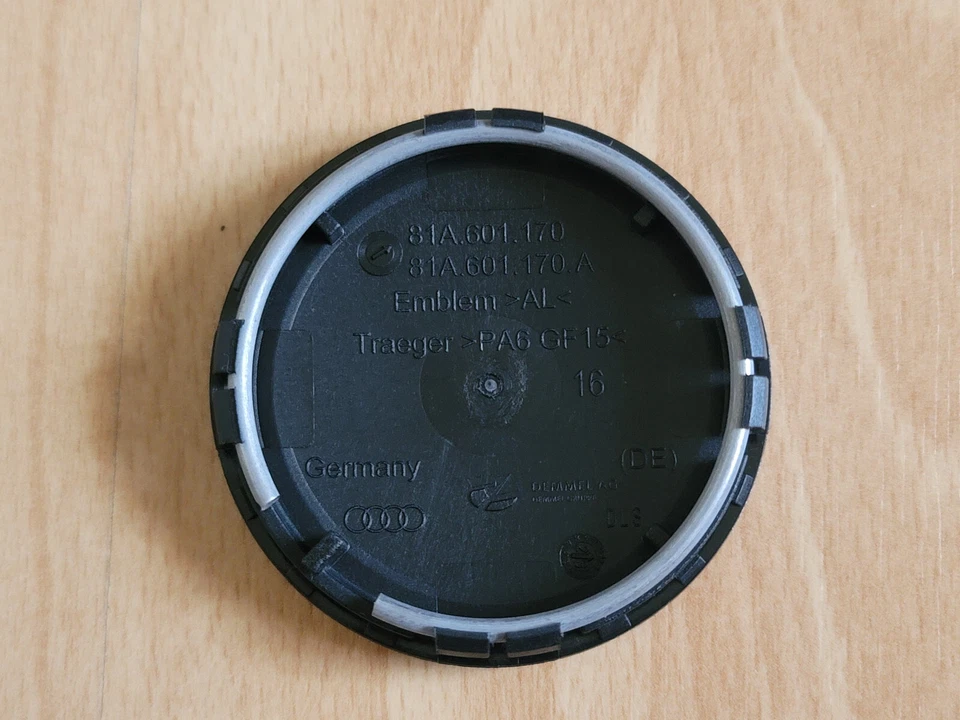 81A.601.170
81A.601.170.A
Emblem >AL<
Traeger >PA6 GF15<
16
Germany
(DE)